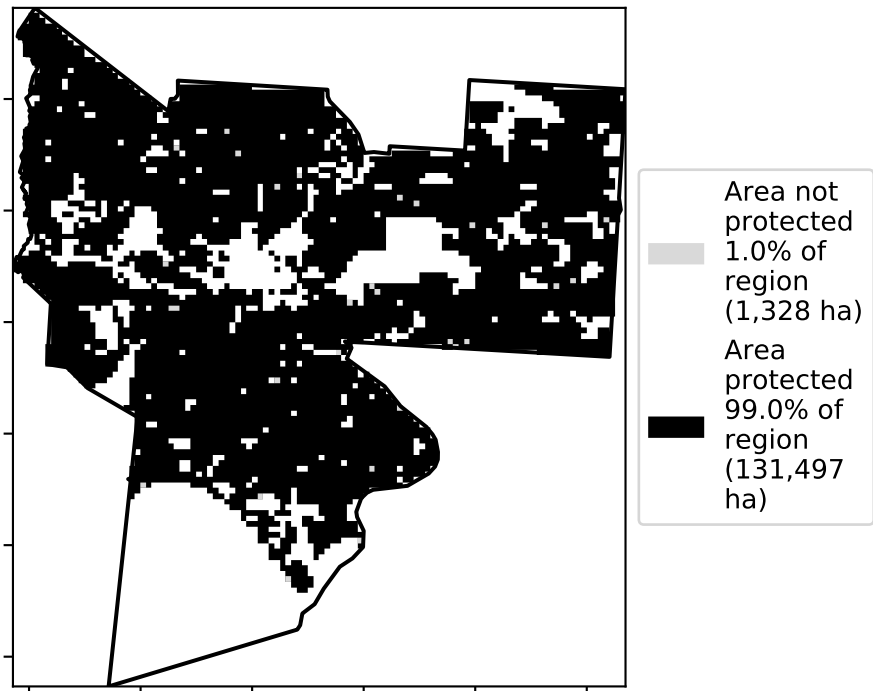 Area not
protected
1.0% of
region
(1,328 ha)
Area
protected
99.0% of
region
(131,497
ha)